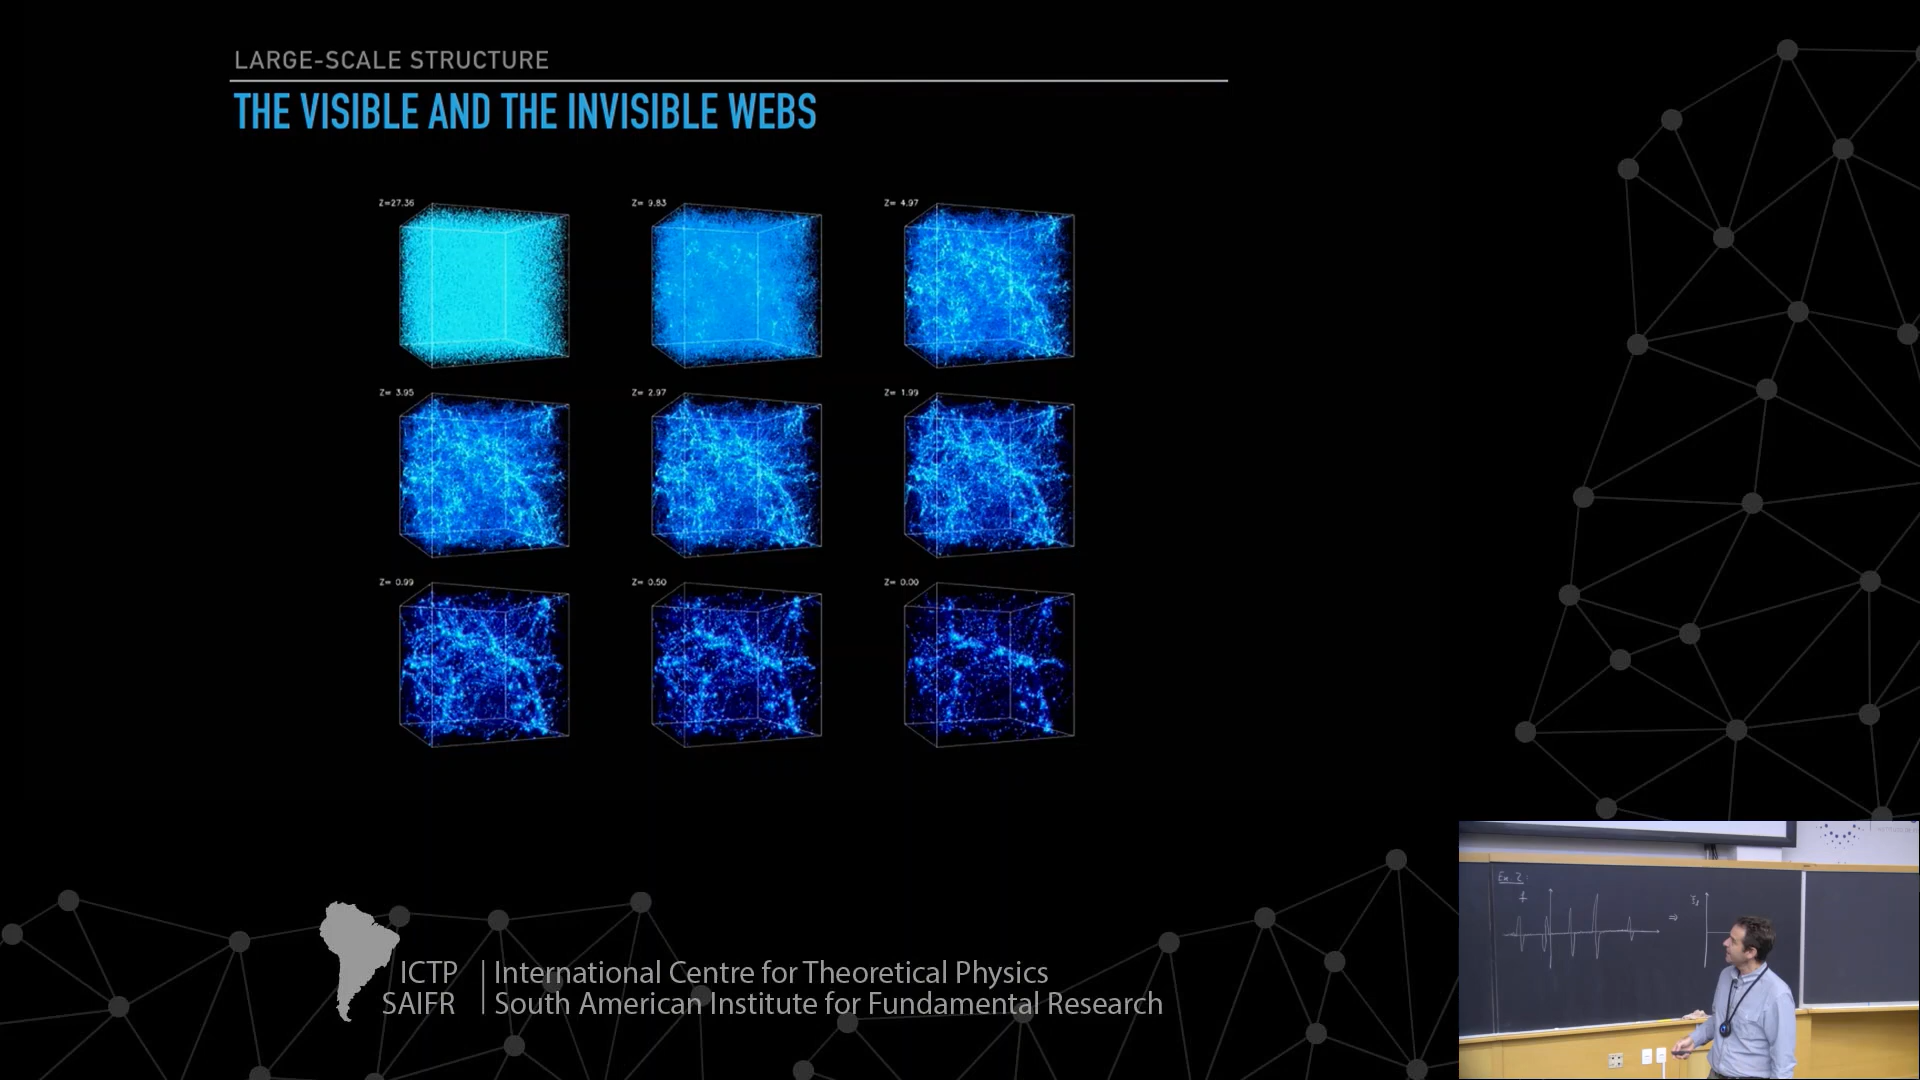 LARGE-SCALE STRUCTURE
THE VISIBLE AND THE INVISIBLE WEBS
Z=27.36
Z= 9.83
Z= 4.97
Z= 3.95
Z= 2.97
Z= 1.99
Z= 0.99
Z= 0.50
Z= 0.00
Ex. 2:
f
⇒
ICTP | International Centre for Theoretical Physics
SAIFR | South American Institute for Fundamental Research